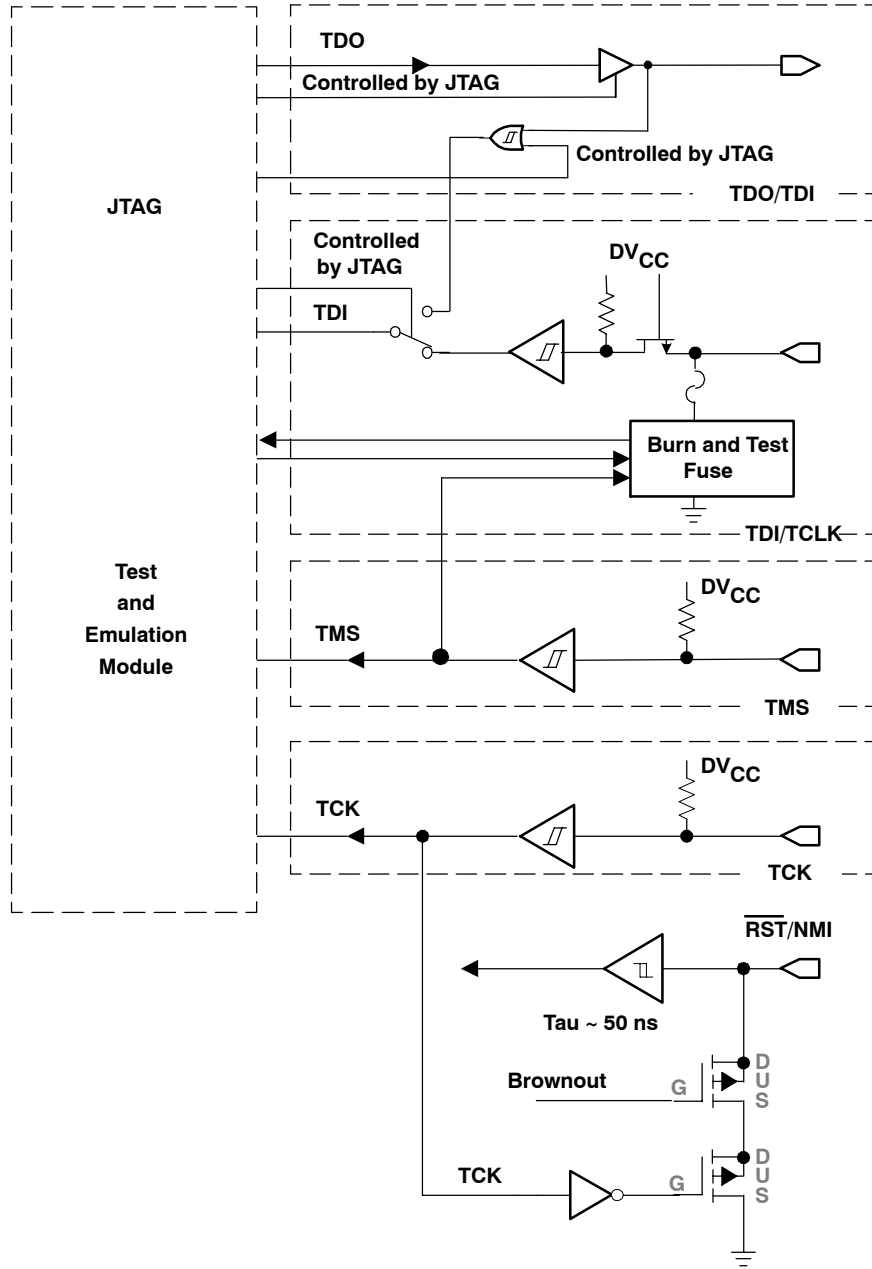 TDO
Controlled by JTAG
Controlled by JTAG
TDO/TDI
JTAG
Controlled
by JTAG
DVCC
TDI
Burn and Test
Fuse
TDI/TCLK
Test
and
Emulation
Module
DVCC
TMS
TMS
DVCC
TCK
TCK
RST/NMI
Tau ~ 50 ns
Brownout
G
D
U
S
TCK
G
D
U
S